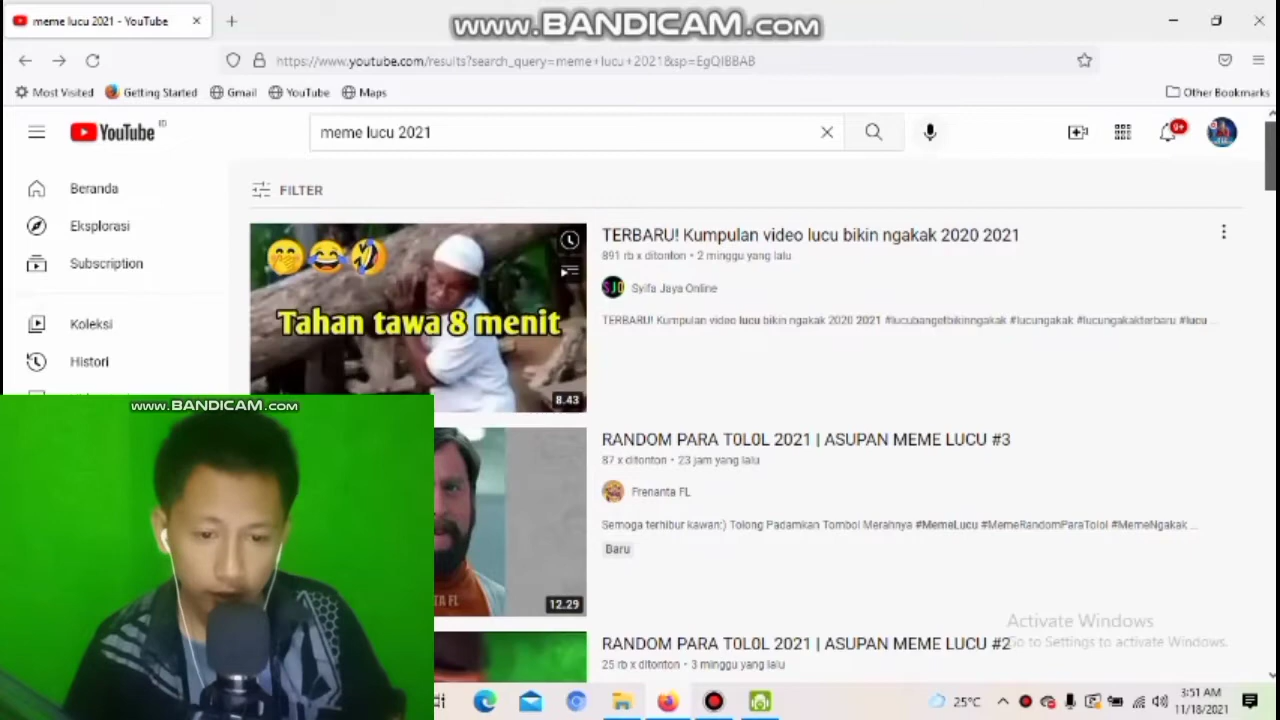 meme lucu 2021 - YouTube
www.BANDICAM.com
https://www.youtube.com/results?search_query=meme+lucu+2021&sp=EgQIBBAB
Most Visited Getting Started Gmail YouTube Maps Other Bookmarks
YouTube ID
meme lucu 2021
9+
Beranda
FILTER
Eksplorasi
Subscription
Koleksi
Histori
Tahan tawa 8 menit
8.43
TERBARU! Kumpulan video lucu bikin ngakak 2020 2021
891 rb x ditonton • 2 minggu yang lalu
SJO Syifa Jaya Online
TERBARU! Kumpulan video lucu bikin ngakak 2020 2021 #lucubangetbikinngakak #lucungakak #lucungakakterbaru #lucu ...
www.BANDICAM.com
RANDOM PARA T0L0L 2021 | ASUPAN MEME LUCU #3
87 x ditonton • 23 jam yang lalu
Frenanta FL
Semoga terhibur kawan:) Tolong Padamkan Tombol Merahnya #MemeLucu #MemeRandomParaTolol #MemeNgakak ...
Baru
TA FL
12.29
RANDOM PARA T0L0L 2021 | ASUPAN MEME LUCU #2
25 rb x ditonton • 3 minggu yang lalu
Activate Windows
Go to Settings to activate Windows.
25°C
3:51 AM
11/18/2021